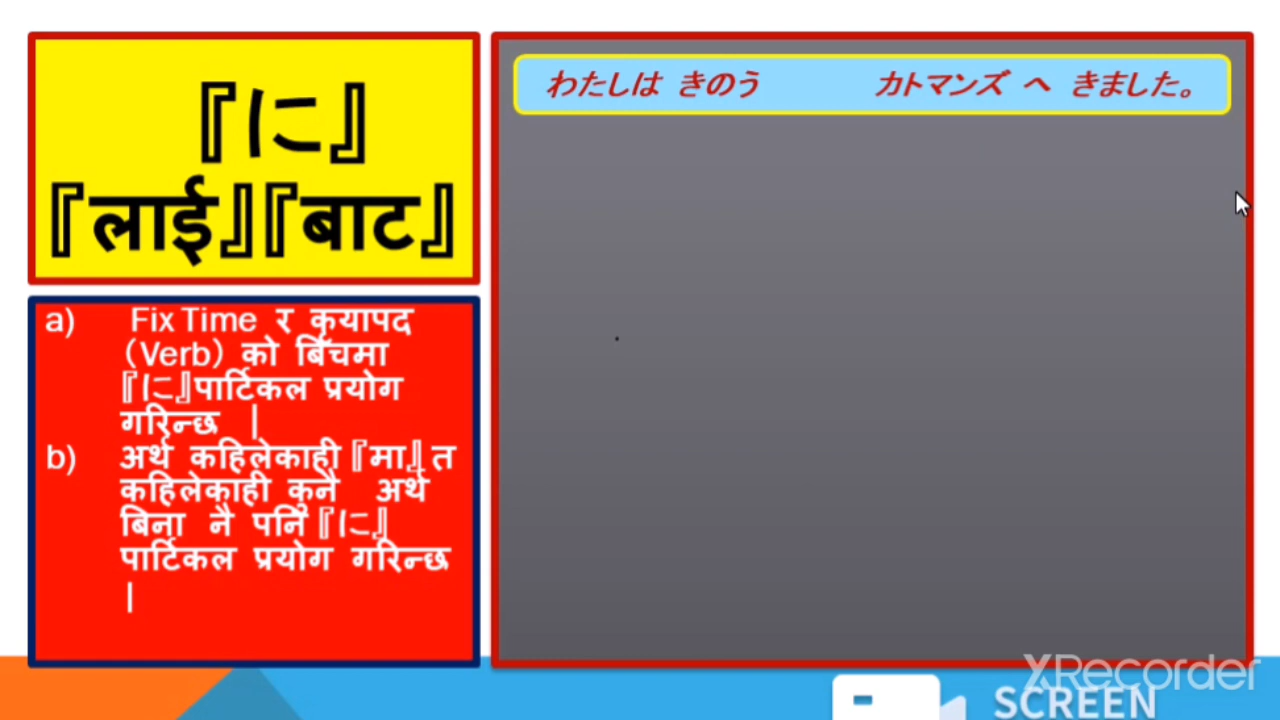 『に』
『लाई』『बाट』
a) Fix Time र कृयापद
(Verb) को बिचमा
『に』पार्टिकल प्रयोग
गरिन्छ |
b) अर्थ कहिलेकाही 『मा』 त
कहिलेकाही कुनै अर्थ
बिना नै पनि 『に』
पार्टिकल प्रयोग गरिन्छ
|
わたしは きのう カトマンズ へ きました。
XRecorder
SCREEN